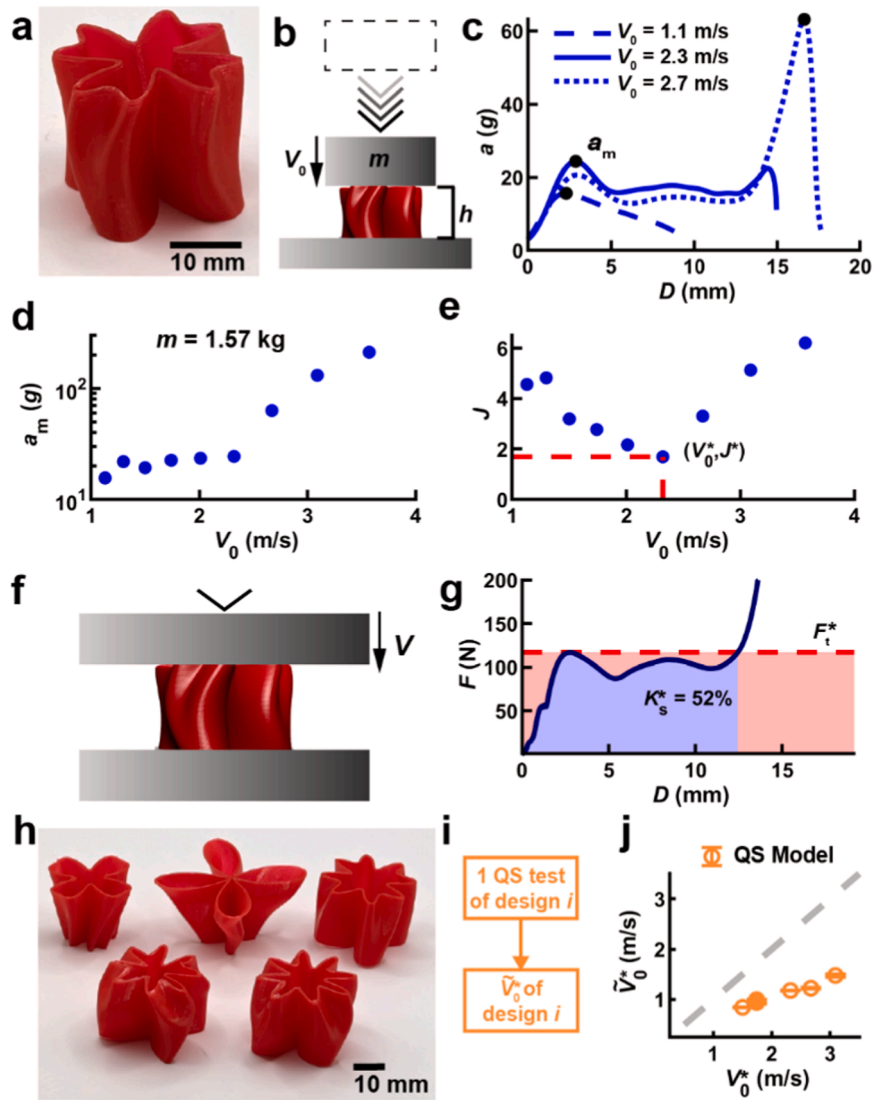 a
10 mm
b
V₀
m
h
c
V₀ = 1.1 m/s
V₀ = 2.3 m/s
V₀ = 2.7 m/s
aₘ
a (g)
60
40
20
0
0 5 10 15 20
D (mm)
d
m = 1.57 kg
aₘ (g)
10²
10¹
1 2 3 4
V₀ (m/s)
e
J
6
4
2
0
(V₀*,J*)
1 2 3 4
V₀ (m/s)
f
V
g
F (N)
200
150
100
50
Fₜ*
Kₛ* = 52%
0 5 10 15
D (mm)
h
10 mm
i
1 QS test
of design i
Ṽ₀* of
design i
j
QS Model
Ṽ₀* (m/s)
3
2
1
1 2 3
V₀* (m/s)